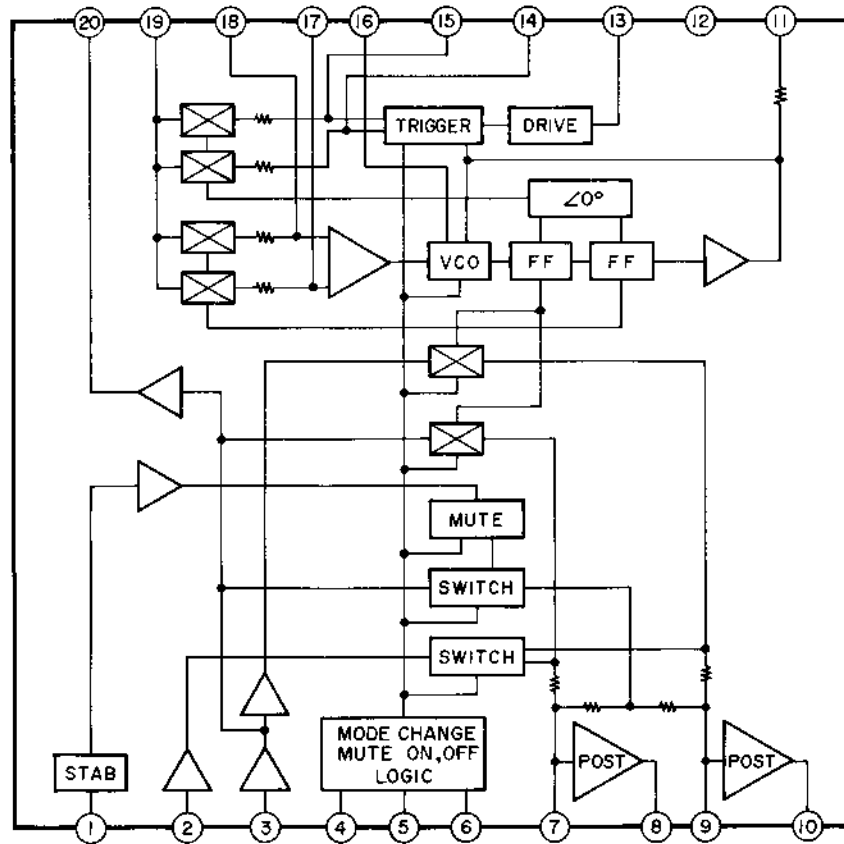 20 19 18 17 16 15 14 13 12 11
TRIGGER
DRIVE
∠0°
VCO
FF
FF
MUTE
SWITCH
SWITCH
MODE CHANGE
MUTE ON, OFF
LOGIC
STAB
POST
POST
1 2 3 4 5 6 7 8 9 10